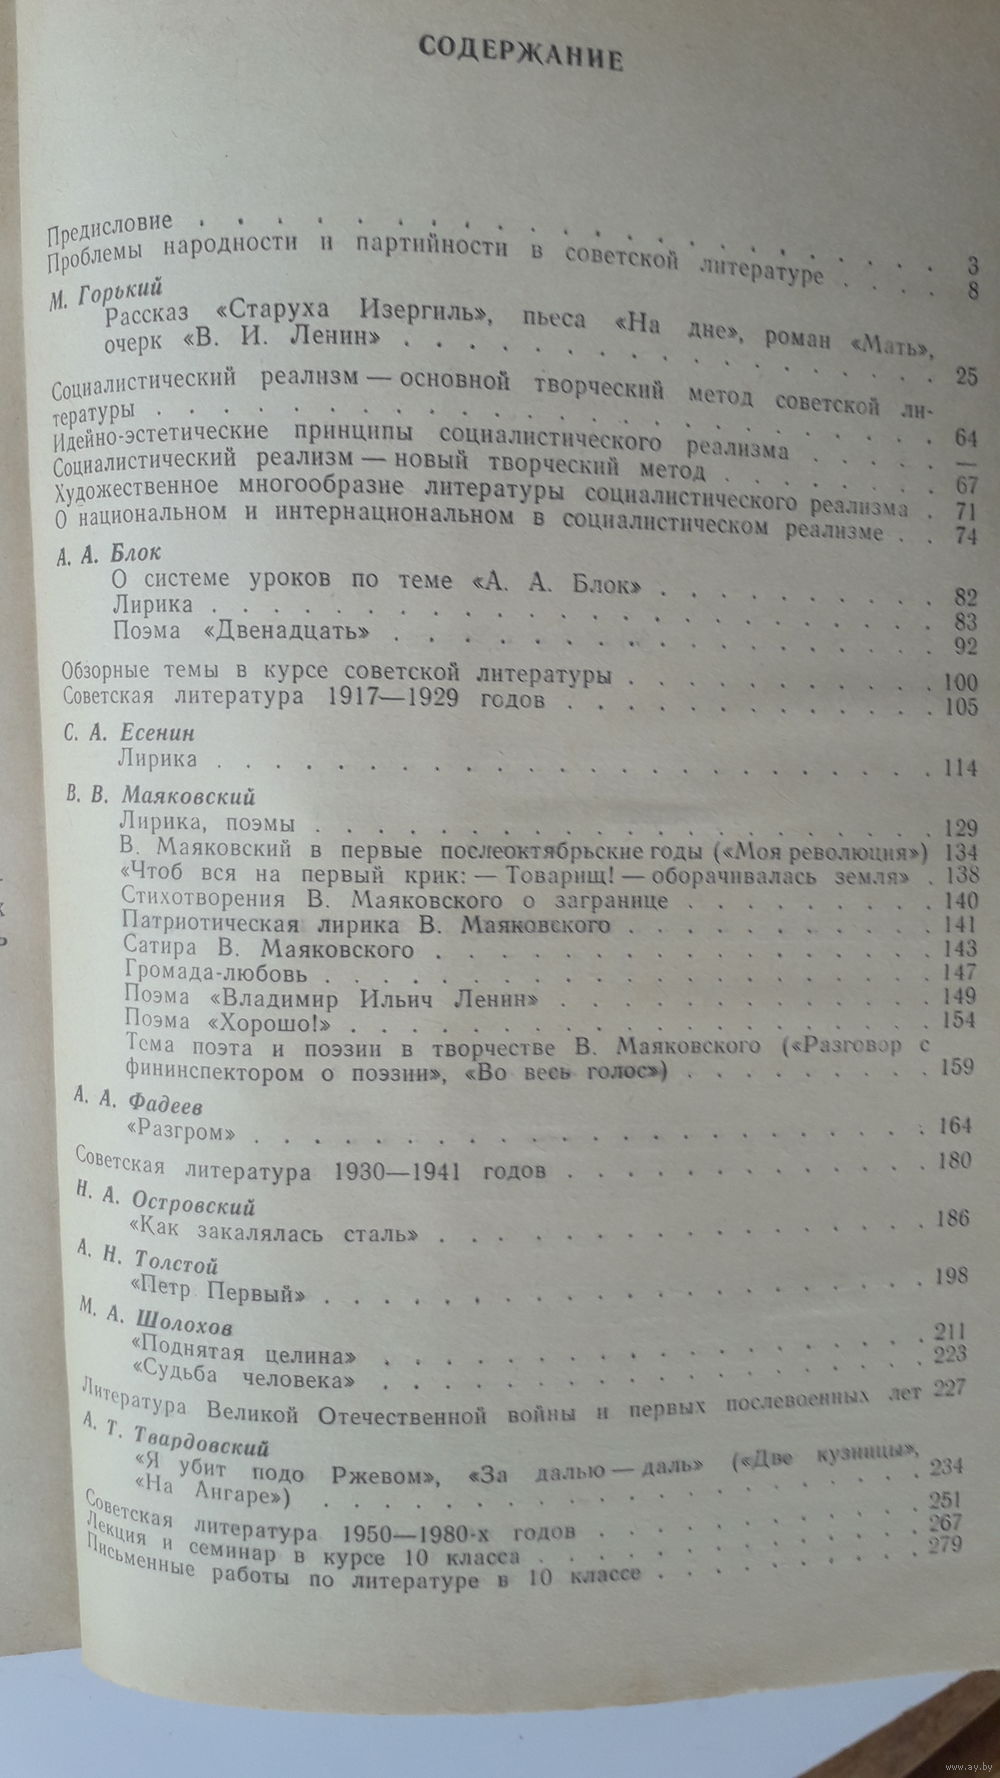 СОДЕРЖАНИЕ
Предисловие . . . . . . . . . . . . . . . . . . . 3
Проблемы народности и партийности в советской литературе . . . . 8
М. Горький
Рассказ «Старуха Изергиль», пьеса «На дне», роман «Мать»,
очерк «В. И. Ленин» . . . . . . . . . . . . . . 25
Социалистический реализм — основной творческий метод советской ли-
тературы . . . . . . . . . . . . . . . . . . . 64
Идейно-эстетические принципы социалистического реализма . . . . —
Социалистический реализм — новый творческий метод . . . . . . . 67
Художественное многообразие литературы социалистического реализма . 71
О национальном и интернациональном в социалистическом реализме . . 74
А. А. Блок
О системе уроков по теме «А. А. Блок» . . . . . . . . . 82
Лирика . . . . . . . . . . . . . . . . . . . 83
Поэма «Двенадцать» . . . . . . . . . . . . . . 92
Обзорные темы в курсе советской литературы . . . . . . . . . . 100
Советская литература 1917—1929 годов . . . . . . . . . . . . 105
С. А. Есенин
Лирика . . . . . . . . . . . . . . . . . . . 114
В. В. Маяковский
Лирика, поэмы . . . . . . . . . . . . . . . . 129
В. Маяковский в первые послеоктябрьские годы («Моя революция») 134
«Чтоб вся на первый крик: — Товарищ! — оборачивалась земля» . 138
Стихотворения В. Маяковского о загранице . . . . . . . . 140
Патриотическая лирика В. Маяковского . . . . . . . . . . 141
Сатира В. Маяковского . . . . . . . . . . . . . 143
Громада-любовь . . . . . . . . . . . . . . . . 147
Поэма «Владимир Ильич Ленин» . . . . . . . . . . . 149
Поэма «Хорошо!» . . . . . . . . . . . . . . . 154
Тема поэта и поэзии в творчестве В. Маяковского («Разговор с
фининспектором о поэзии», «Во весь голос») . . . . . . . . 159
А. А. Фадеев
«Разгром» . . . . . . . . . . . . . . . . . . 164
Советская литература 1930—1941 годов . . . . . . . . . . . . 180
Н. А. Островский
«Как закалялась сталь» . . . . . . . . . . . . . 186
А. Н. Толстой
«Петр Первый» . . . . . . . . . . . . . . . . 198
М. А. Шолохов
«Поднятая целина» . . . . . . . . . . . . . . 211
«Судьба человека» . . . . . . . . . . . . . . 223
Литература Великой Отечественной войны и первых послевоенных лет 227
А. Т. Твардовский
«Я убит подо Ржевом», «За далью — даль» («Две кузницы»,
«На Ангаре») . . . . . . . . . . . . . . . . 234
Советская литература 1950—1980-х годов . . . . . . . . . . . 251
Лекция и семинар в курсе 10 класса . . . . . . . . . . . . 267
Письменные работы по литературе в 10 классе . . . . . . . . . 279
www.ay.by